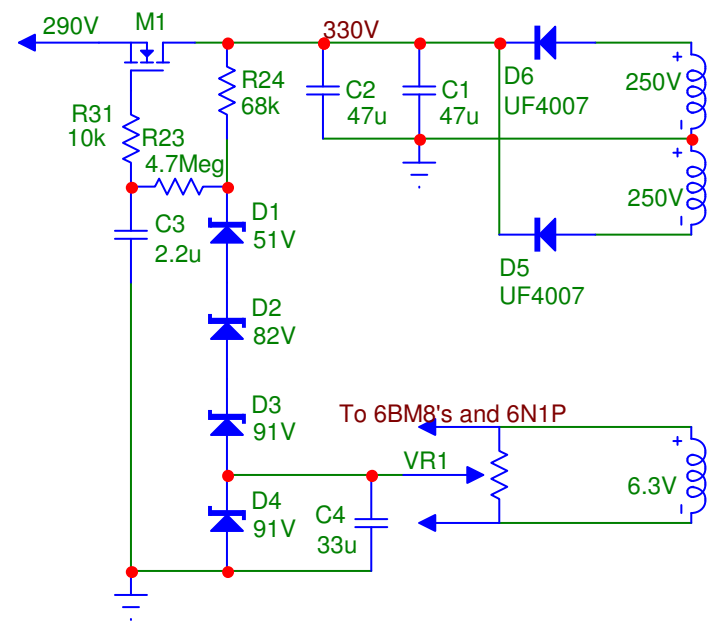 290V
M1
330V
R24
68k
C2
47u
C1
47u
D6
UF4007
+
250V
-
+
250V
-
R31
10k
R23
4.7Meg
C3
2.2u
D1
51V
D5
UF4007
D2
82V
D3
91V
To 6BM8's and 6N1P
VR1
+
6.3V
-
D4
91V
C4
33u